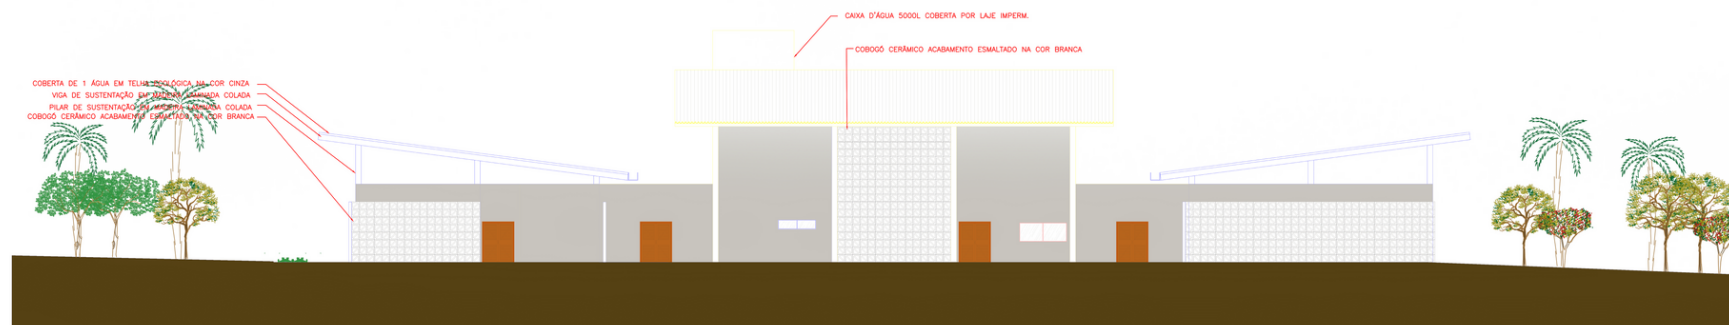 CAIXA D'ÁGUA 5000L COBERTA POR LAJE IMPERM.
COBOGÓ CERÂMICO ACABAMENTO ESMALTADO NA COR BRANCA
COBERTA DE 1 ÁGUA EM TELHA ECOLÓGICA NA COR CINZA
VIGA DE SUSTENTAÇÃO EM MADEIRA LAMINADA COLADA
PILAR DE SUSTENTAÇÃO EM MADEIRA LAMINADA COLADA
COBOGÓ CERÂMICO ACABAMENTO ESMALTADO NA COR BRANCA